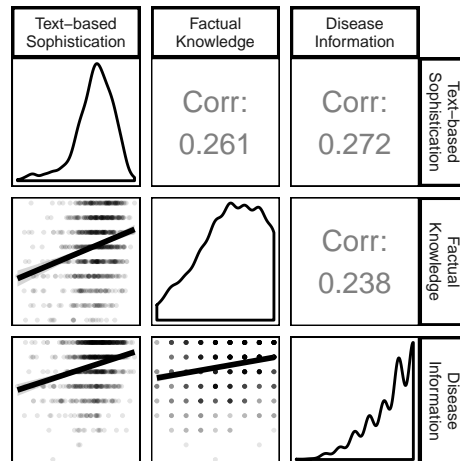 Text–based
Sophistication
Factual
Knowledge
Disease
Information
Corr:
0.261
Corr:
0.272
Text–based
Sophistication
Corr:
0.238
Factual
Knowledge
Disease
Information